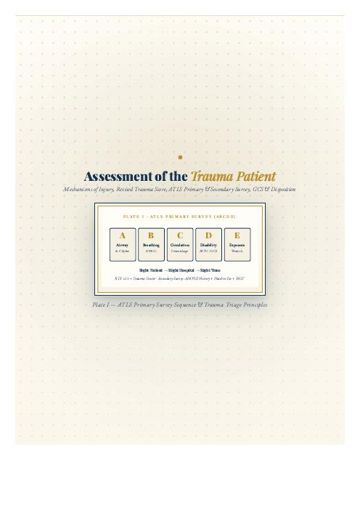 Assessment of the Trauma Patient
Mechanisms of Injury, Revised Trauma Score, ATLS Primary & Secondary Survey, GCS & Disposition
PLATE I · ATLS PRIMARY SURVEY (ABCDE)
A B C D E
Airway Breathing Circulation Disability Exposure
Right Patient → Right Hospital → Right Time
Plate I — ATLS Primary Survey Sequence & Trauma Triage Principles